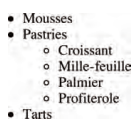 • Mousses
• Pastries
◦ Croissant
◦ Mille-feuille
◦ Palmier
◦ Profiterole
• Tarts